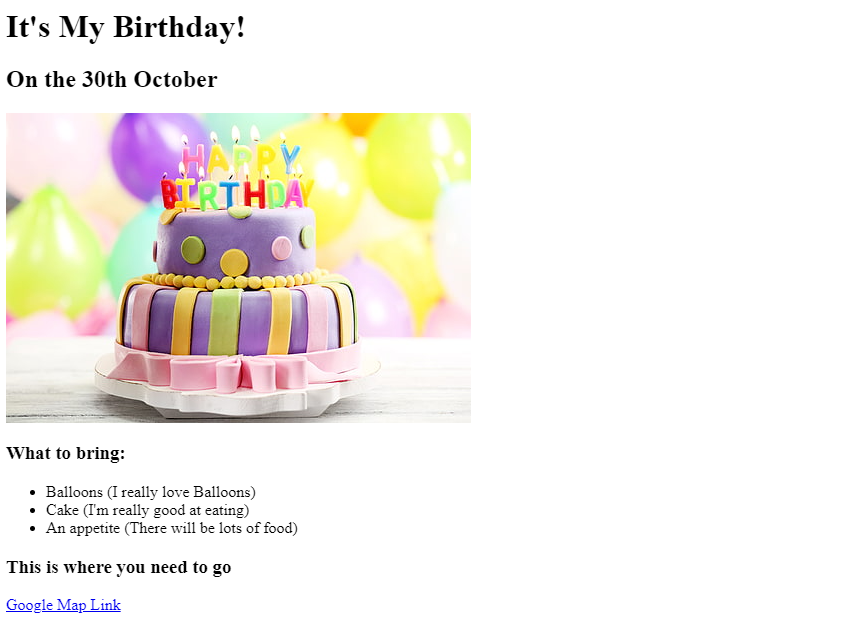 It's My Birthday!
On the 30th October
HAPPY
BIRTHDAY
What to bring:
Balloons (I really love Balloons)
Cake (I'm really good at eating)
An appetite (There will be lots of food)
This is where you need to go
Google Map Link